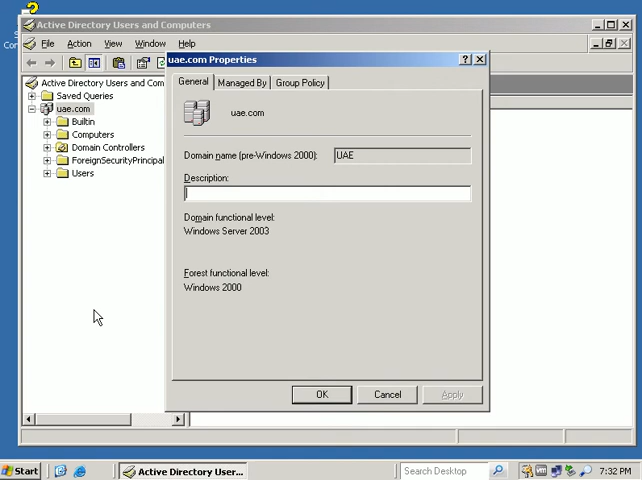 Active Directory Users and Computers
File Action View Window Help
Active Directory Users and Com
Saved Queries
uae.com
Builtin
Computers
Domain Controllers
ForeignSecurityPrincipal
Users
uae.com Properties
General Managed By Group Policy
uae.com
Domain name (pre-Windows 2000): UAE
Description:
Domain functional level:
Windows Server 2003
Forest functional level:
Windows 2000
OK Cancel Apply
Start Active Directory User... Search Desktop 7:32 PM